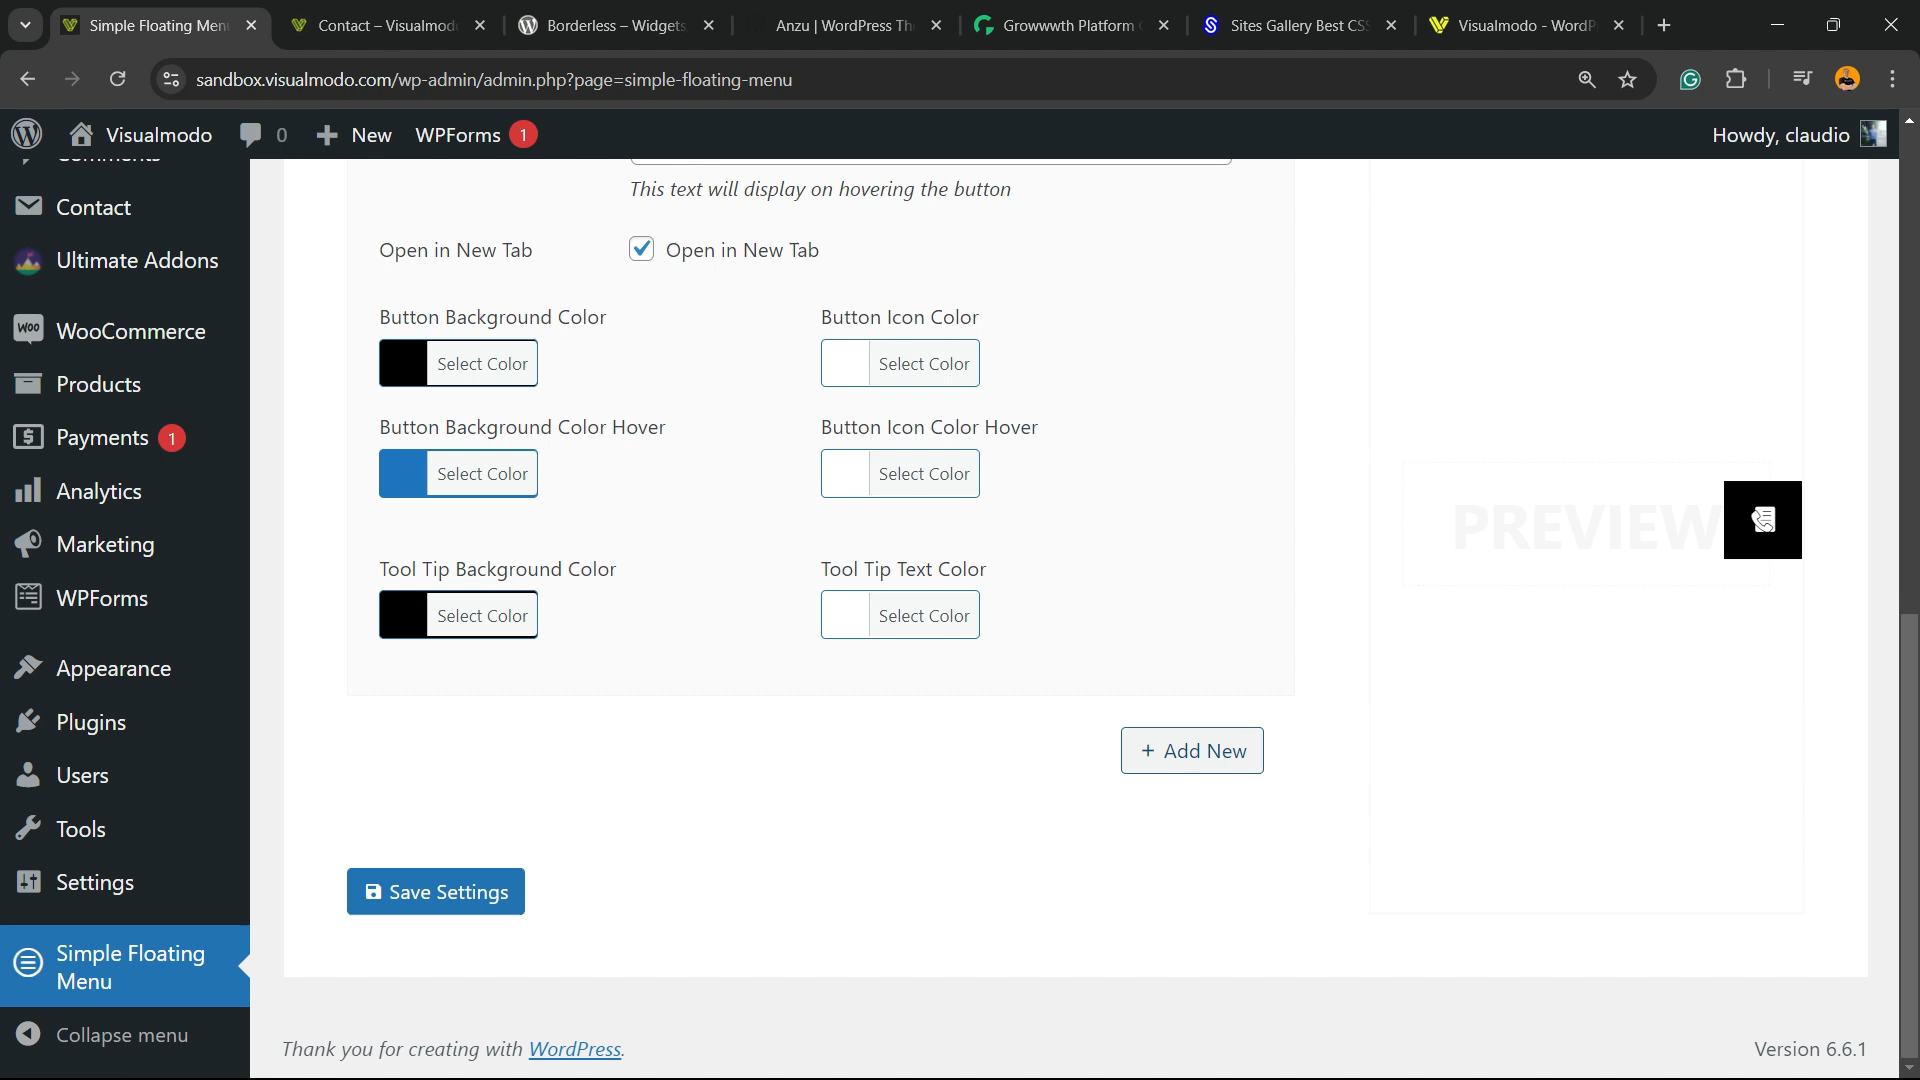 Simple Floating Men
Contact – Visualmod
Borderless – Widgets
Anzu | WordPress Th
Growwwth Platform
Sites Gallery Best CSS
Visualmodo - WordP
sandbox.visualmodo.com/wp-admin/admin.php?page=simple-floating-menu
Visualmodo
0
New
WPForms
1
Howdy, claudio
Comments
Contact
Ultimate Addons
WOO WooCommerce
Products
Payments 1
Analytics
Marketing
WPForms
Appearance
Plugins
Users
Tools
Settings
Simple Floating
Menu
Collapse menu
This text will display on hovering the button
Open in New Tab
Open in New Tab
Button Background Color
Button Icon Color
Select Color
Select Color
Button Background Color Hover
Button Icon Color Hover
Select Color
Select Color
Tool Tip Background Color
Tool Tip Text Color
Select Color
Select Color
+ Add New
Save Settings
PREVIEW
Thank you for creating with WordPress.
Version 6.6.1